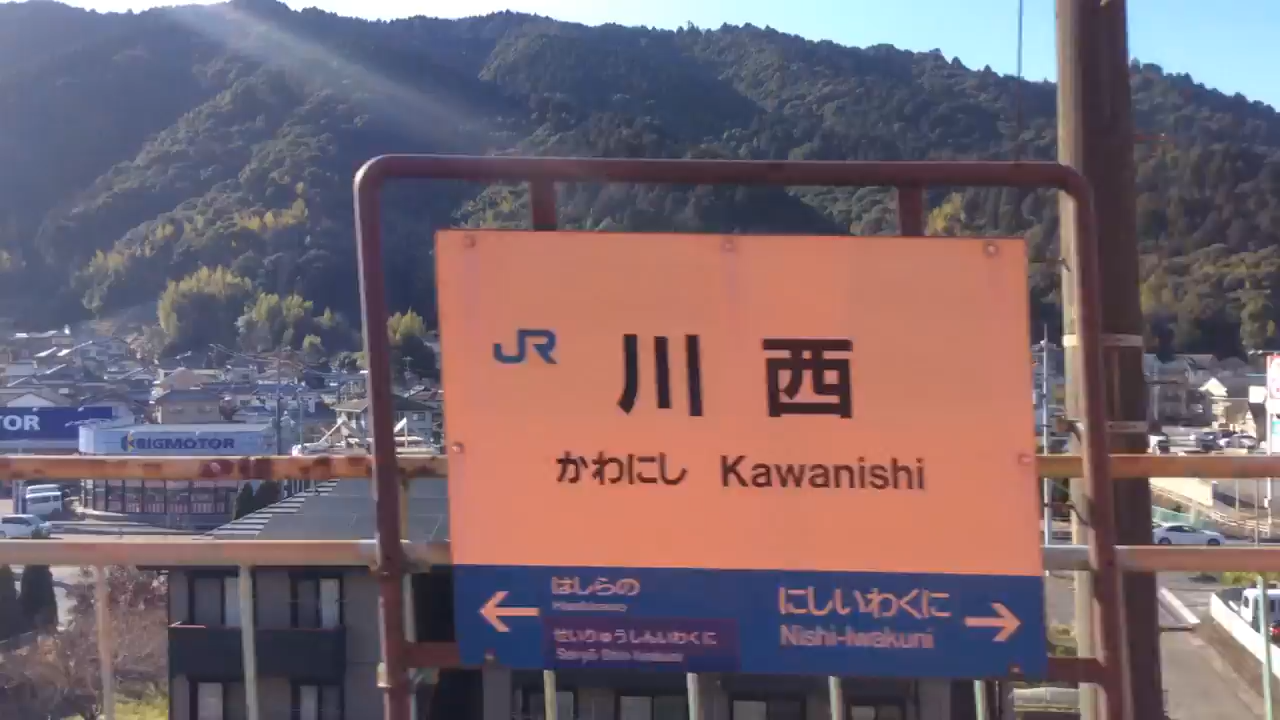 JR
川西
かわにし Kawanishi
← はしらの
せいりゅうしんいわくに
にしいわくに →
Nishi-Iwakuni
TOR
BIGMOTOR